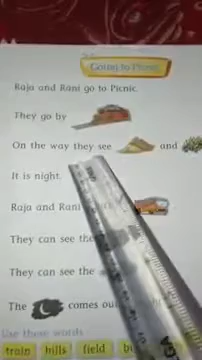 Going to Picnic
Raja and Rani go to Picnic.
They go by
On the way they see and
It is night.
Raja and Rani
They can see the
They can see the
The comes out
Use these words
train hills field